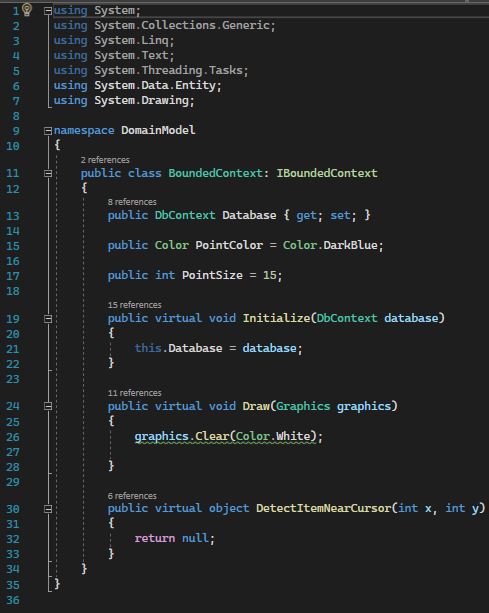 1 using System;
2 using System.Collections.Generic;
3 using System.Linq;
4 using System.Text;
5 using System.Threading.Tasks;
6 using System.Data.Entity;
7 using System.Drawing;
8
9 namespace DomainModel
10 {
2 references
11 public class BoundedContext: IBoundedContext
12 {
8 references
13 public DbContext Database { get; set; }
14
15 public Color PointColor = Color.DarkBlue;
16
17 public int PointSize = 15;
18
15 references
19 public virtual void Initialize(DbContext database)
20 {
21 this.Database = database;
22 }
23
11 references
24 public virtual void Draw(Graphics graphics)
25 {
26 graphics.Clear(Color.White);
27
28 }
29
6 references
30 public virtual object DetectItemNearCursor(int x, int y)
31 {
32 return null;
33 }
34 }
35 }
36